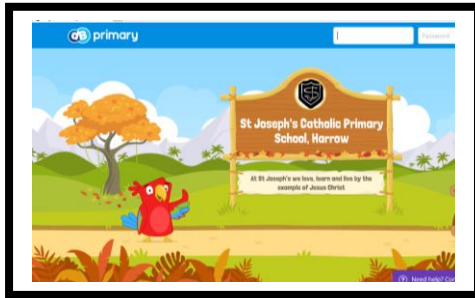 dB primary
Password
St Joseph's Catholic Primary
School, Harrow
At St Joseph's we love, learn and live by the
example of Jesus Christ
Need help?